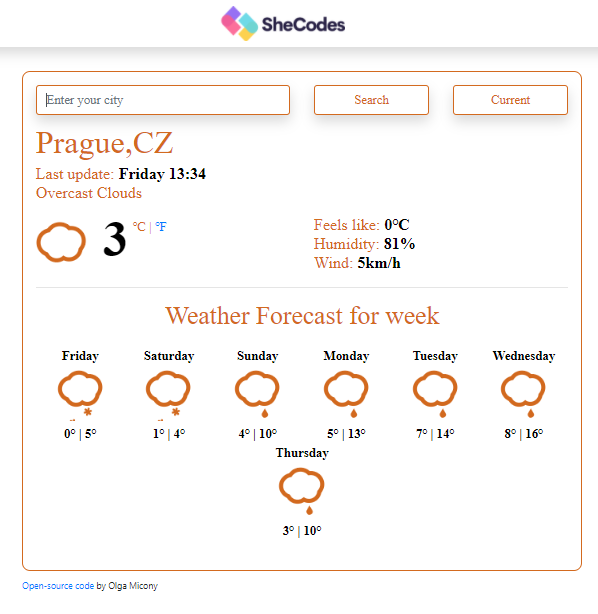 SheCodes
Enter your city Search Current
Prague,CZ
Last update: Friday 13:34
Overcast Clouds
3 °C | °F
Feels like: 0°C
Humidity: 81%
Wind: 5km/h
Weather Forecast for week
Friday Saturday Sunday Monday Tuesday Wednesday
0° | 5° 1° | 4° 4° | 10° 5° | 13° 7° | 14° 8° | 16°
Thursday
3° | 10°
Open-source code by Olga Micony